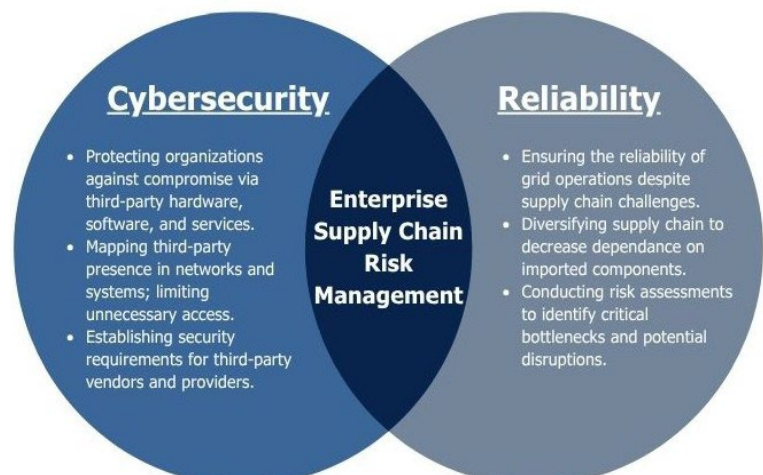 Cybersecurity
• Protecting organizations
against compromise via
third-party hardware,
software, and services.
• Mapping third-party
presence in networks and
systems; limiting
unnecessary access.
• Establishing security
requirements for third-party
vendors and providers.
Enterprise
Supply Chain
Risk
Management
Reliability
• Ensuring the reliability of
grid operations despite
supply chain challenges.
• Diversifying supply chain to
decrease dependance on
imported components.
• Conducting risk assessments
to identify critical
bottlenecks and potential
disruptions.